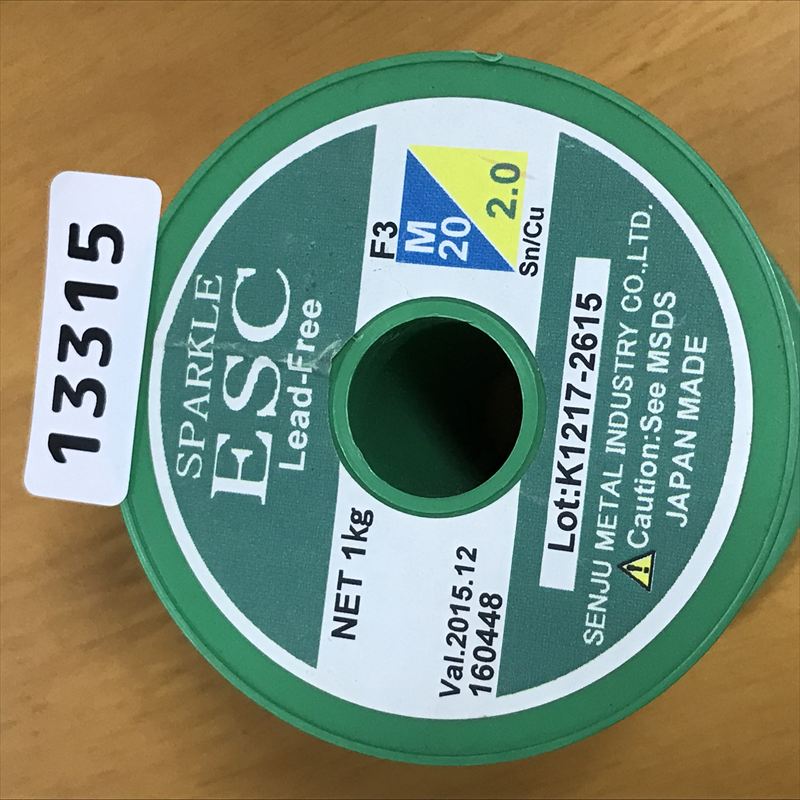 13315
SPARKLE
ESC
Lead-Free
NET 1kg
F3
M
20
2.0
Sn/Cu
Val.2015.12
160448
Lot:K1217-2615
SENJU METAL INDUSTRY CO.,LTD.
Caution:See MSDS
JAPAN MADE